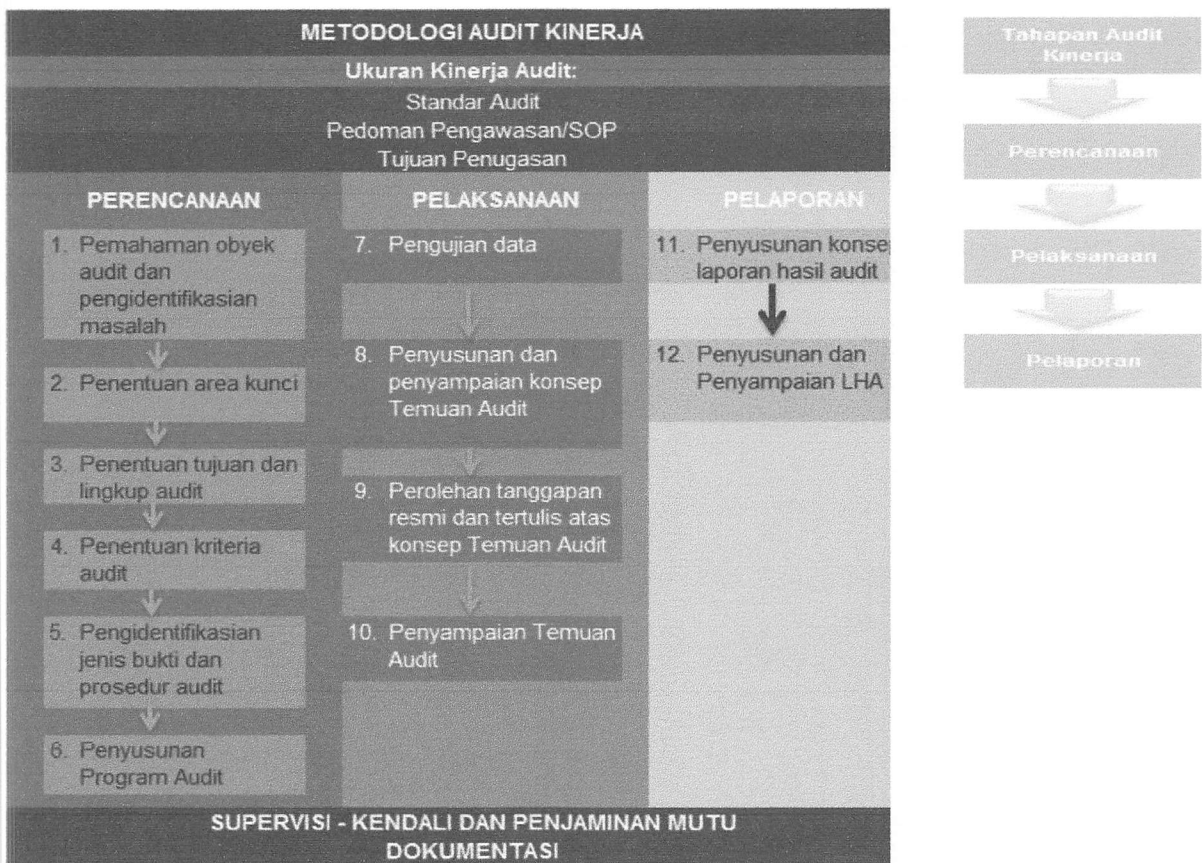 METODOLOGI AUDIT KINERJA
Ukuran Kinerja Audit:
Standar Audit
Pedoman Pengawasan/SOP
Tujuan Penugasan
PERENCANAAN
1. Pemahaman obyek
audit dan
pengidentifikasian
masalah
2. Penentuan area kunci
3. Penentuan tujuan dan
lingkup audit
4. Penentuan kriteria
audit
5. Pengidentifikasian
jenis bukti dan
prosedur audit
6. Penyusunan
Program Audit
PELAKSANAAN
7. Pengujian data
8. Penyusunan dan
penyampaian konsep
Temuan Audit
9. Perolehan tanggapan
resmi dan tertulis atas
konsep Temuan Audit
10. Penyampaian Temuan
Audit
PELAPORAN
11. Penyusunan konsep
laporan hasil audit
12. Penyusunan dan
Penyampaian LHA
SUPERVISI - KENDALI DAN PENJAMINAN MUTU
DOKUMENTASI
Tahapan Audit
Kinerja
Perencanaan
Pelaksanaan
Pelaporan